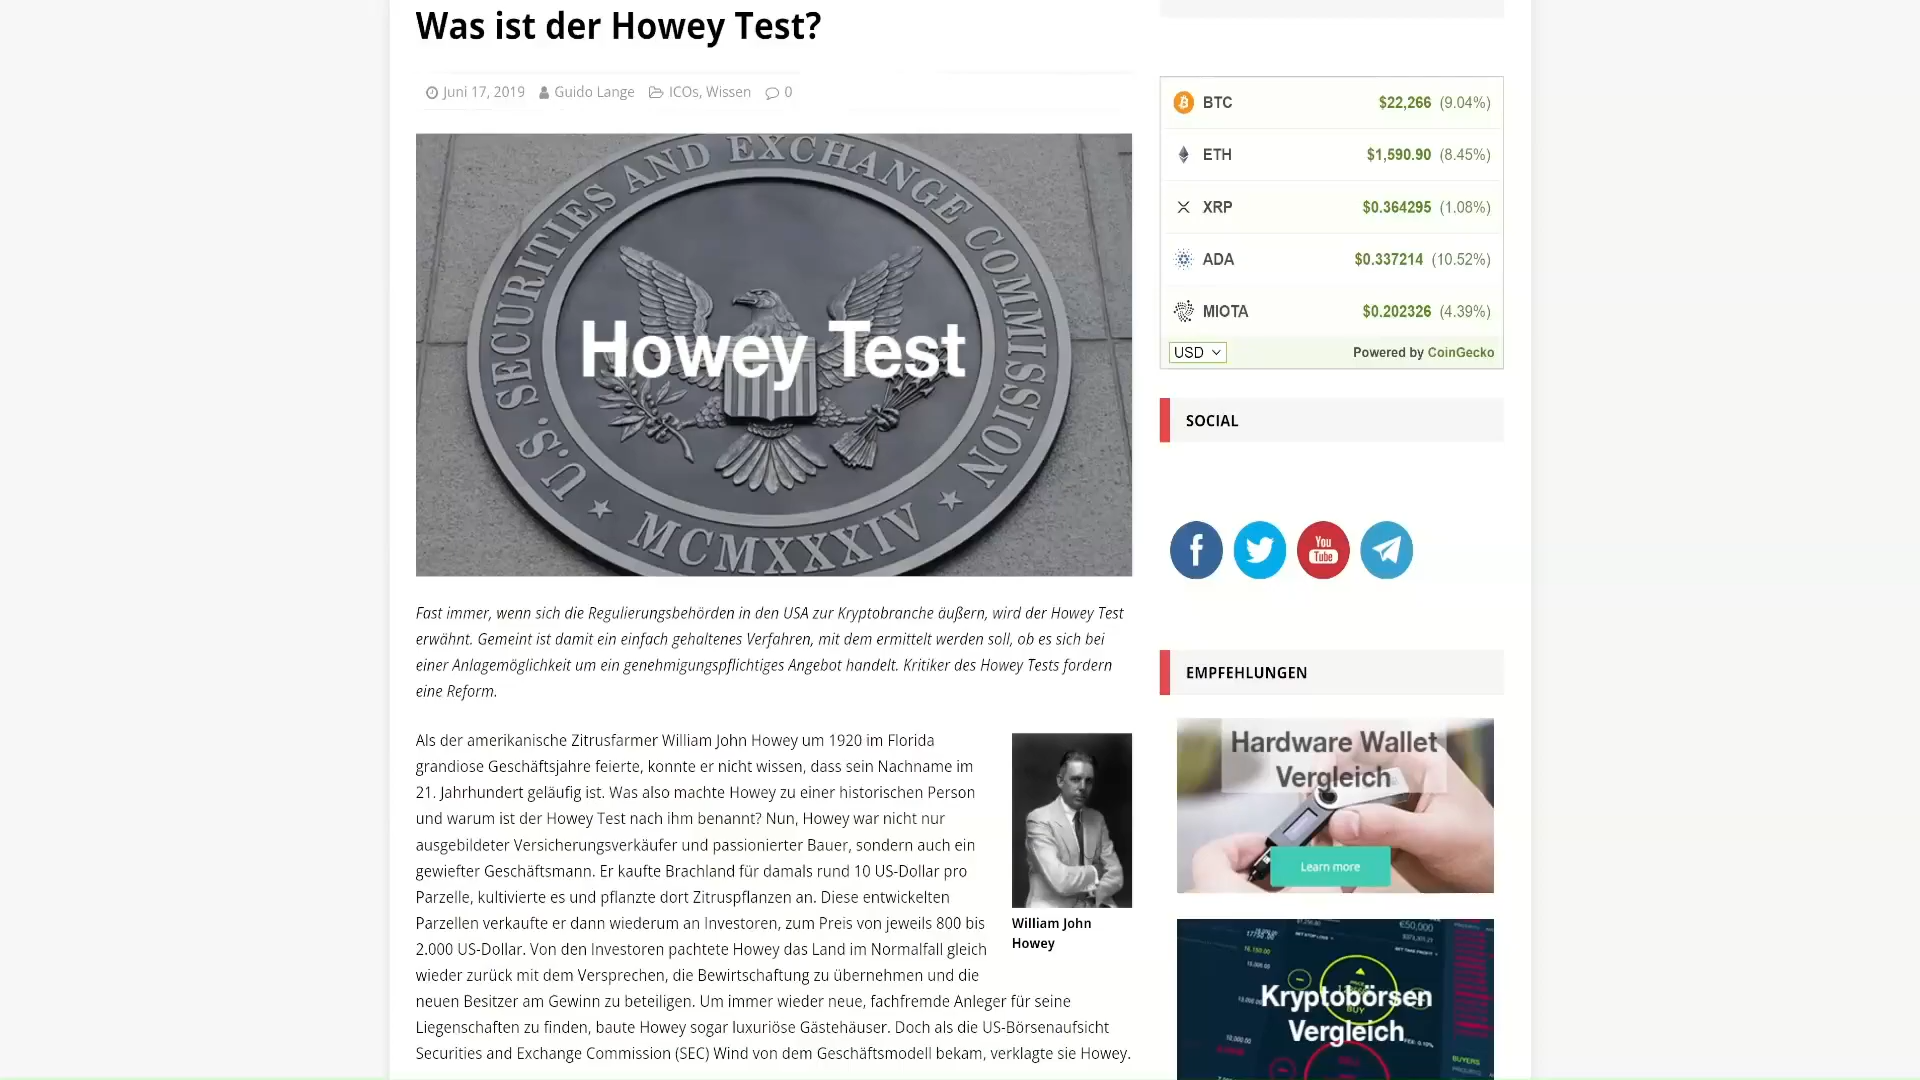 Was ist der Howey Test?
Juni 17, 2019 Guido Lange ICOs, Wissen 0
U.S. SECURITIES AND EXCHANGE COMMISSION
MCMXXXIV
Howey Test
Fast immer, wenn sich die Regulierungsbehörden in den USA zur Kryptobranche äußern, wird der Howey Test
erwähnt. Gemeint ist damit ein einfach gehaltenes Verfahren, mit dem ermittelt werden soll, ob es sich bei
einer Anlagemöglichkeit um ein genehmigungspflichtiges Angebot handelt. Kritiker des Howey Tests fordern
eine Reform.
Als der amerikanische Zitrusfarmer William John Howey um 1920 im Florida
grandiose Geschäftsjahre feierte, konnte er nicht wissen, dass sein Nachname im
21. Jahrhundert geläufig ist. Was also machte Howey zu einer historischen Person
und warum ist der Howey Test nach ihm benannt? Nun, Howey war nicht nur
ausgebildeter Versicherungsverkäufer und passionierter Bauer, sondern auch ein
gewiefter Geschäftsmann. Er kaufte Brachland für damals rund 10 US-Dollar pro
Parzelle, kultivierte es und pflanzte dort Zitruspflanzen an. Diese entwickelten
Parzellen verkaufte er dann wiederum an Investoren, zum Preis von jeweils 800 bis
2.000 US-Dollar. Von den Investoren pachtete Howey das Land im Normalfall gleich
wieder zurück mit dem Versprechen, die Bewirtschaftung zu übernehmen und die
neuen Besitzer am Gewinn zu beteiligen. Um immer wieder neue, fachfremde Anleger für seine
Liegenschaften zu finden, baute Howey sogar luxuriöse Gästehäuser. Doch als die US-Börsenaufsicht
Securities and Exchange Commission (SEC) Wind von dem Geschäftsmodell bekam, verklagte sie Howey.
William John
Howey
BTC $22,266 (9.04%)
ETH $1,590.90 (8.45%)
XRP $0.364295 (1.08%)
ADA $0.337214 (10.52%)
MIOTA $0.202326 (4.39%)
USD Powered by CoinGecko
SOCIAL
You
Tube
EMPFEHLUNGEN
Hardware Wallet
Vergleich
Learn more
Kryptobörsen
Vergleich
BUY
BUYERS